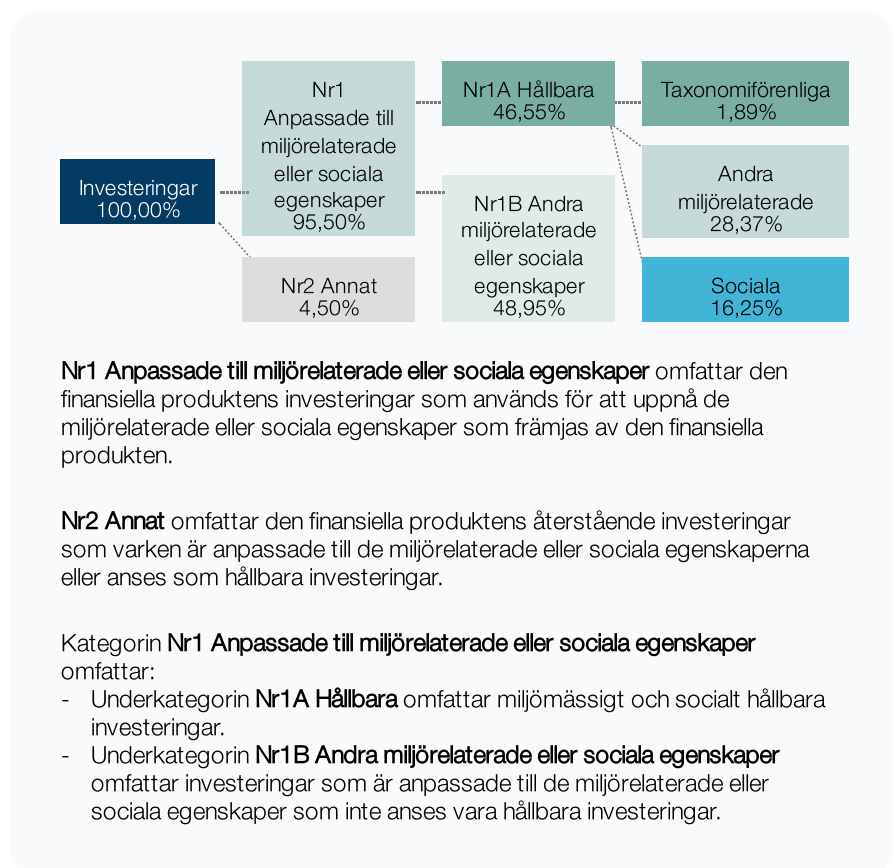 Investeringar
100,00%
Nr1
Anpassade till
miljörelaterade
eller sociala
egenskaper
95,50%
Nr2 Annat
4,50%
Nr1A Hållbara
46,55%
Nr1B Andra
miljörelaterade
eller sociala
egenskaper
48,95%
Taxonomiförenliga
1,89%
Andra
miljörelaterade
28,37%
Sociala
16,25%
Nr1 Anpassade till miljörelaterade eller sociala egenskaper omfattar den
finansiella produktens investeringar som används för att uppnå de
miljörelaterade eller sociala egenskaper som främjas av den finansiella
produkten.
Nr2 Annat omfattar den finansiella produktens återstående investeringar
som varken är anpassade till de miljörelaterade eller sociala egenskaperna
eller anses som hållbara investeringar.
Kategorin Nr1 Anpassade till miljörelaterade eller sociala egenskaper
omfattar:
- Underkategorin Nr1A Hållbara omfattar miljömässigt och socialt hållbara
investeringar.
- Underkategorin Nr1B Andra miljörelaterade eller sociala egenskaper
omfattar investeringar som är anpassade till de miljörelaterade eller
sociala egenskaper som inte anses vara hållbara investeringar.